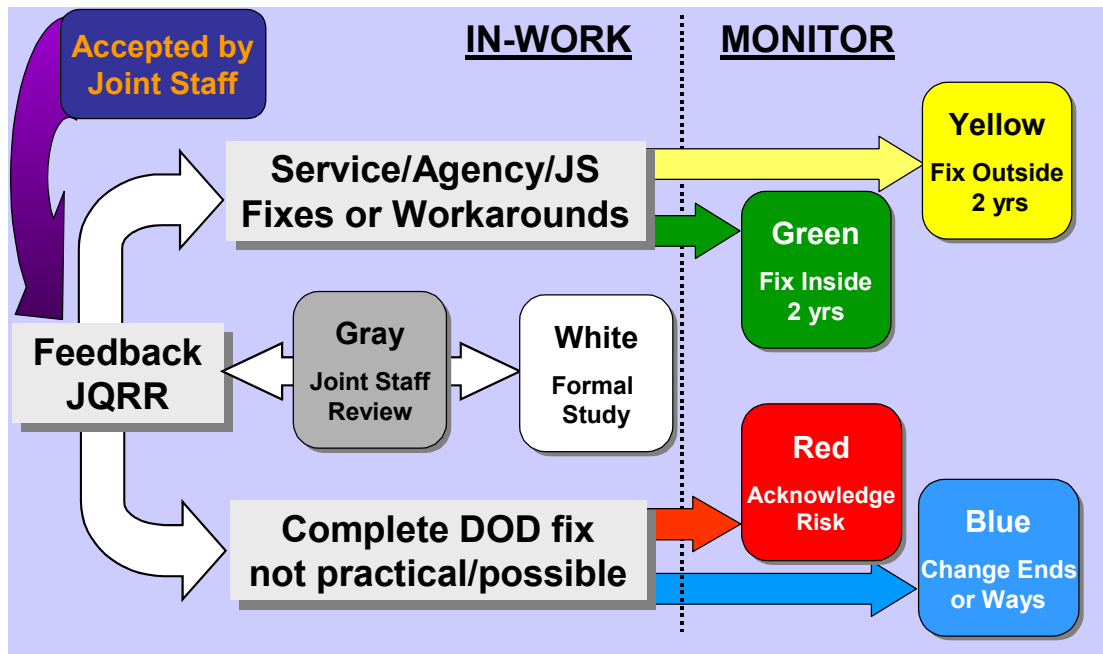 Accepted by
Joint Staff
IN-WORK
MONITOR
Service/Agency/JS
Fixes or Workarounds
Yellow
Fix Outside
2 yrs
Green
Fix Inside
2 yrs
Feedback
JQRR
Gray
Joint Staff
Review
White
Formal
Study
Complete DOD fix
not practical/possible
Red
Acknowledge
Risk
Blue
Change Ends
or Ways